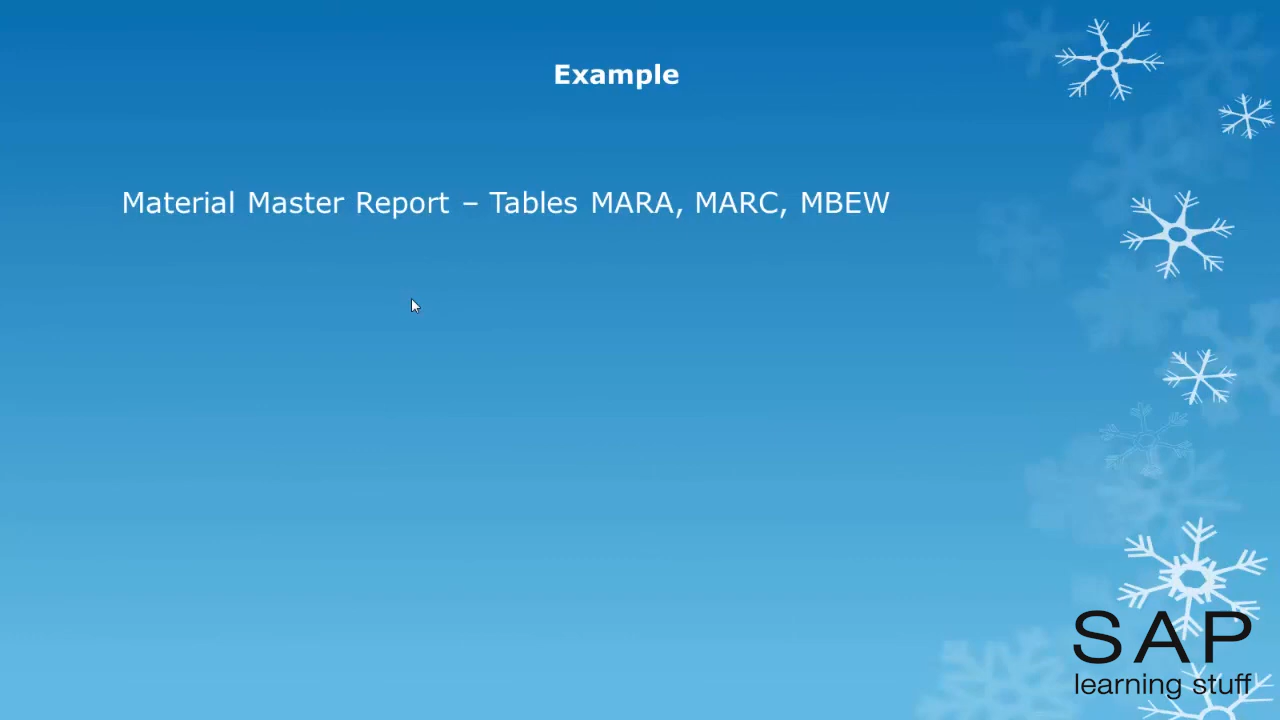 Example
Material Master Report – Tables MARA, MARC, MBEW
SAP
learning stuff